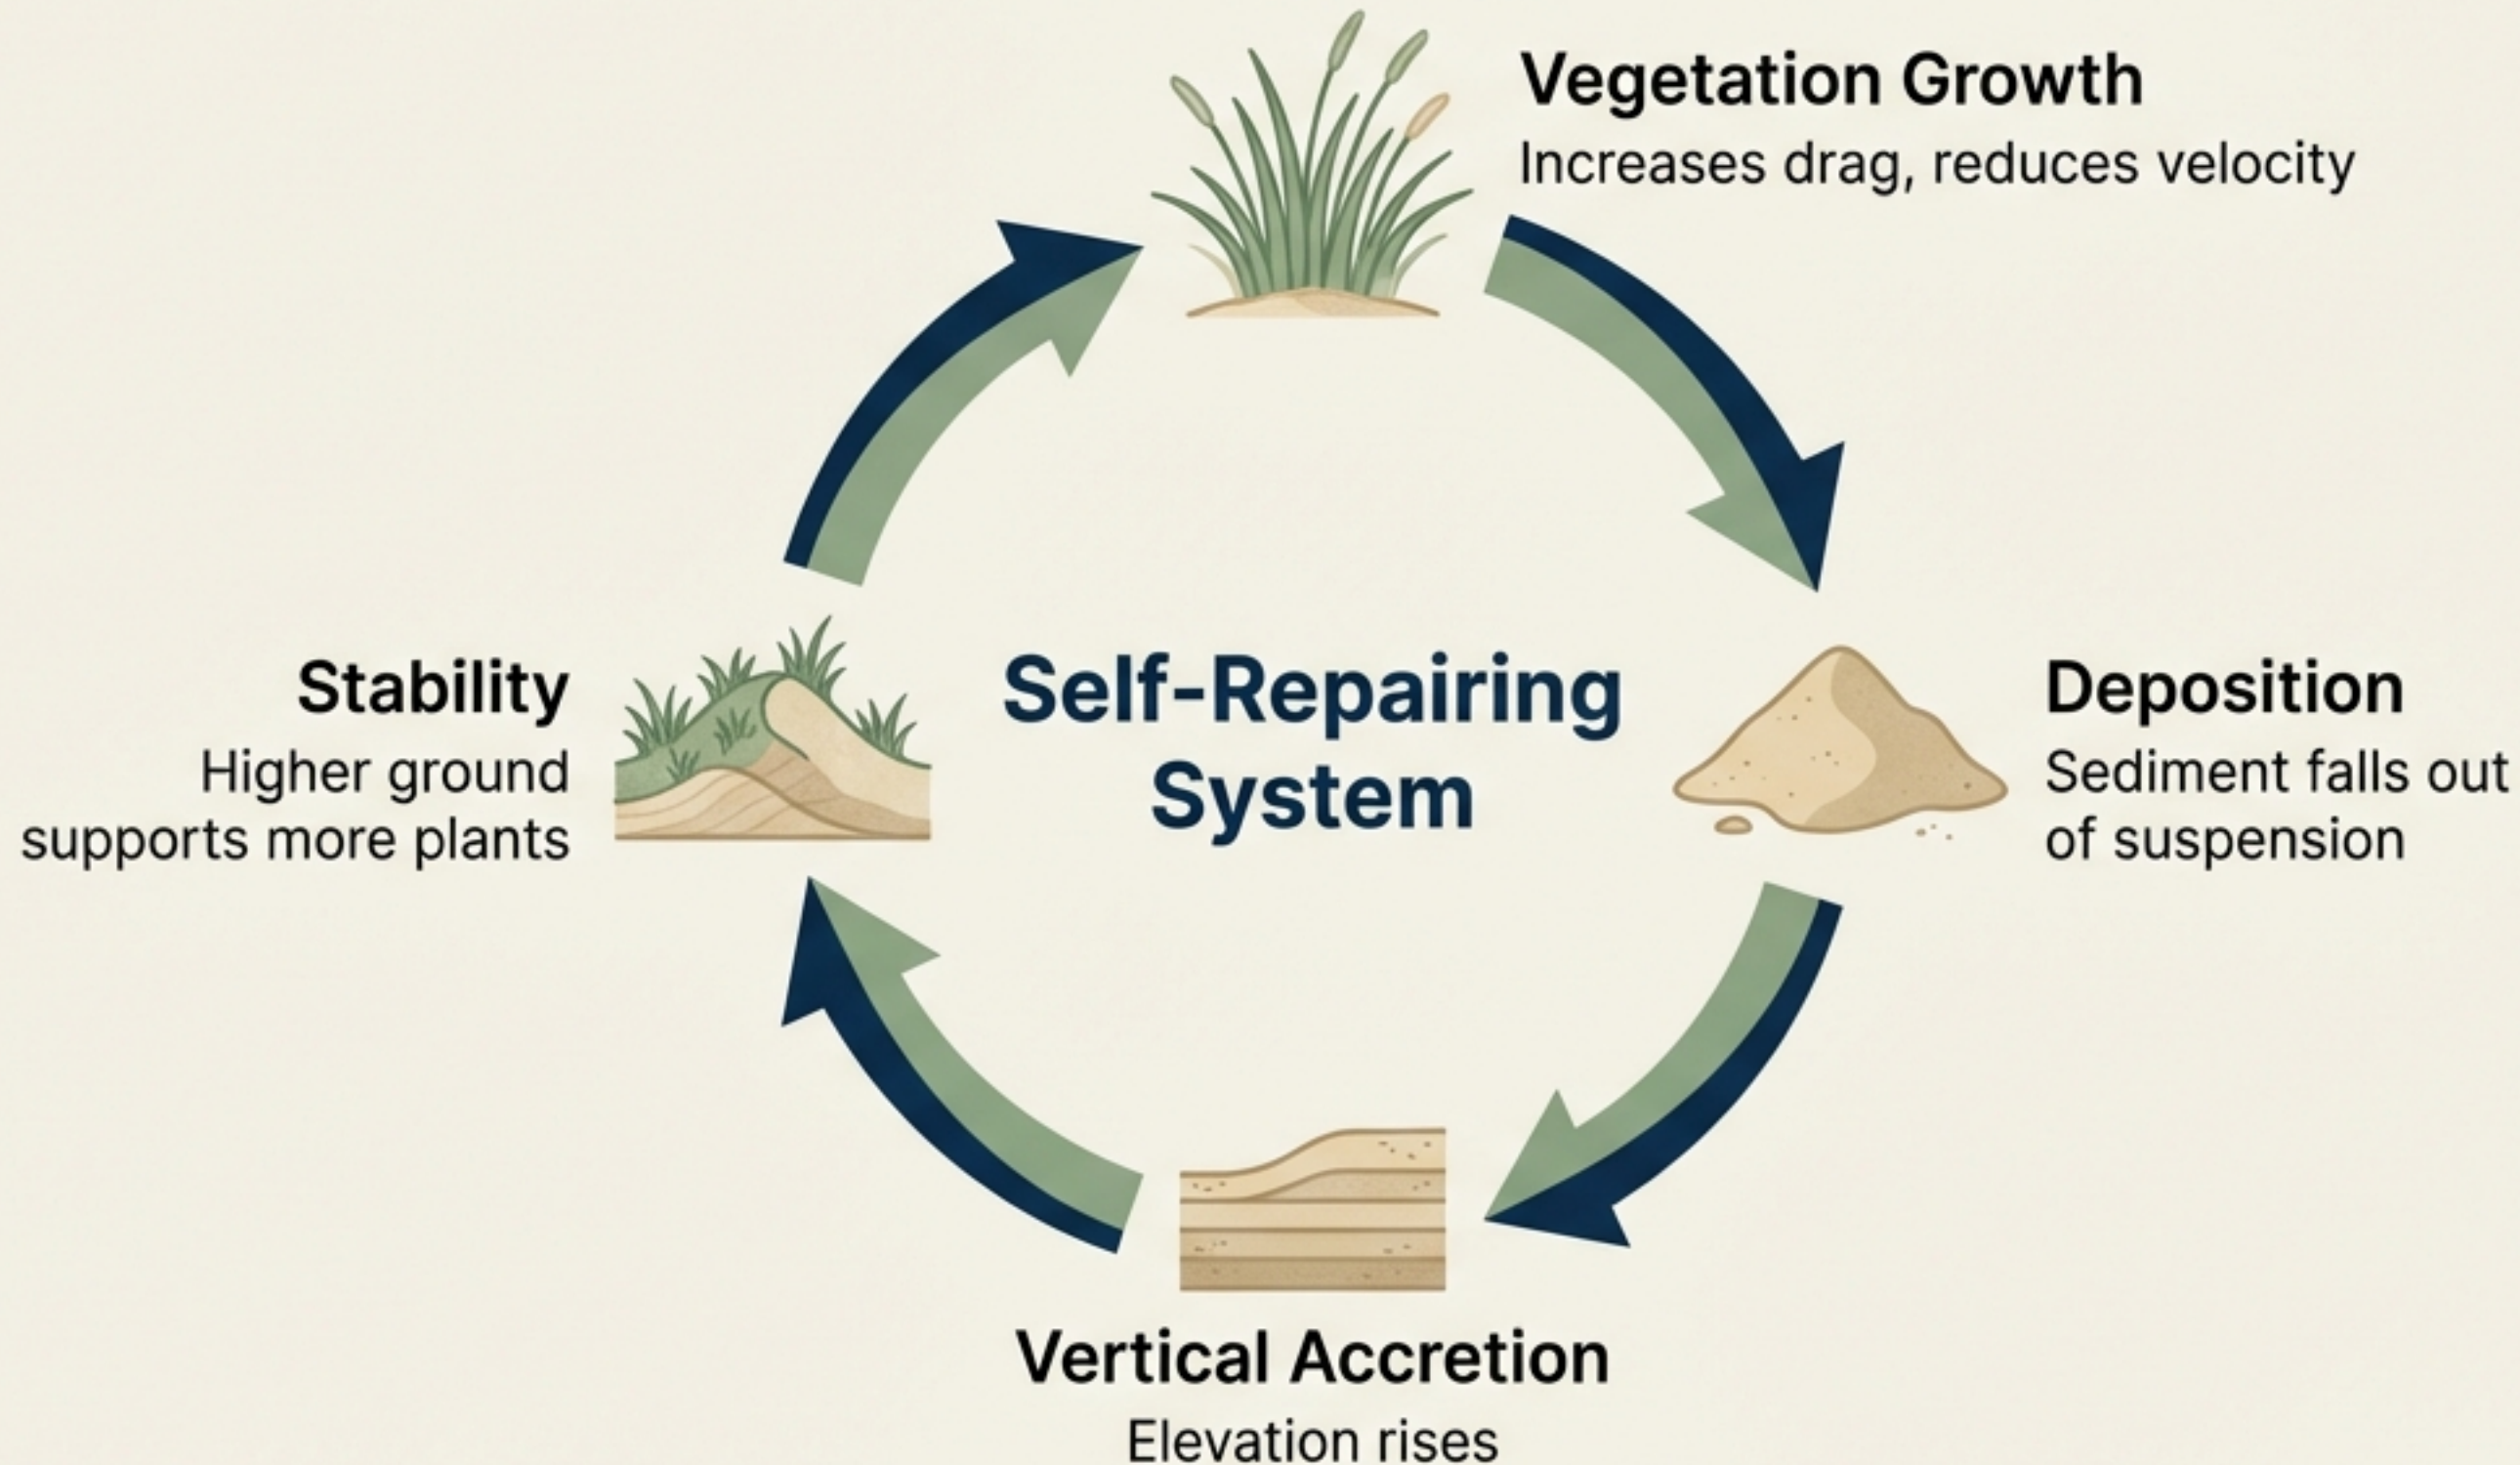 Vegetation Growth
Increases drag, reduces velocity
Stability
Higher ground
supports more plants
Self-Repairing
System
Deposition
Sediment falls out
of suspension
Vertical Accretion
Elevation rises